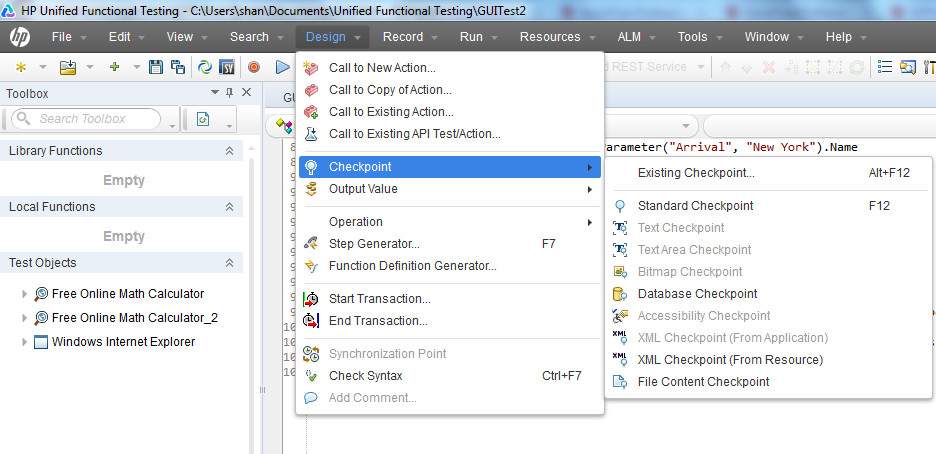 HP Unified Functional Testing - C:\Users\shan\Documents\Unified Functional Testing\GUITest2
hp File Edit View Search Design Record Run Resources ALM Tools Window Help
REST Service
Toolbox
Search Toolbox
Library Functions
Empty
Local Functions
Empty
Test Objects
Free Online Math Calculator
Free Online Math Calculator_2
Windows Internet Explorer
Call to New Action...
Call to Copy of Action...
Call to Existing Action...
Call to Existing API Test/Action...
Checkpoint
Output Value
Operation
Step Generator... F7
Function Definition Generator...
Start Transaction...
End Transaction...
Synchronization Point
Check Syntax Ctrl+F7
Add Comment...
arameter("Arrival", "New York").Name
Existing Checkpoint... Alt+F12
Standard Checkpoint F12
Text Checkpoint
Text Area Checkpoint
Bitmap Checkpoint
Database Checkpoint
Accessibility Checkpoint
XML Checkpoint (From Application)
XML Checkpoint (From Resource)
File Content Checkpoint